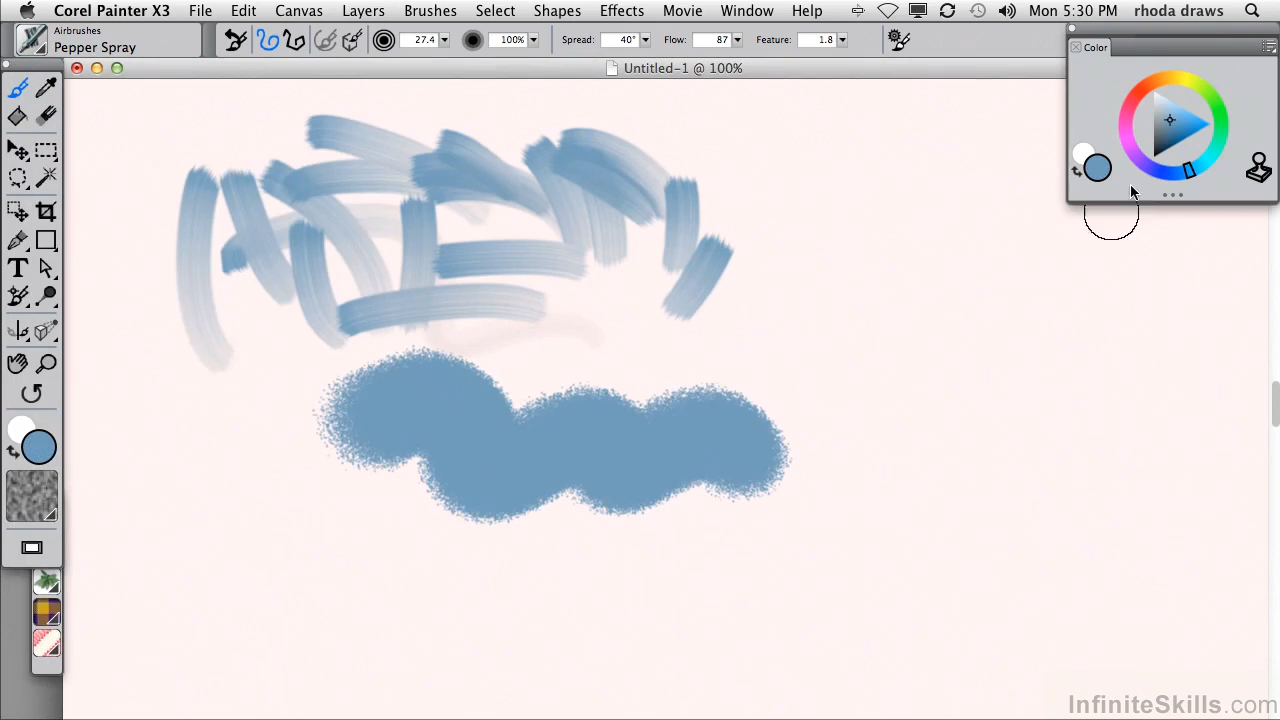 Corel Painter X3 File Edit Canvas Layers Brushes Select Shapes Effects Movie Window Help Mon 5:30 PM rhoda draws
Airbrushes
Pepper Spray
27.4 100% Spread: 40° Flow: 87 Feature: 1.8
Color
Untitled-1 @ 100%
T
InfiniteSkills.com